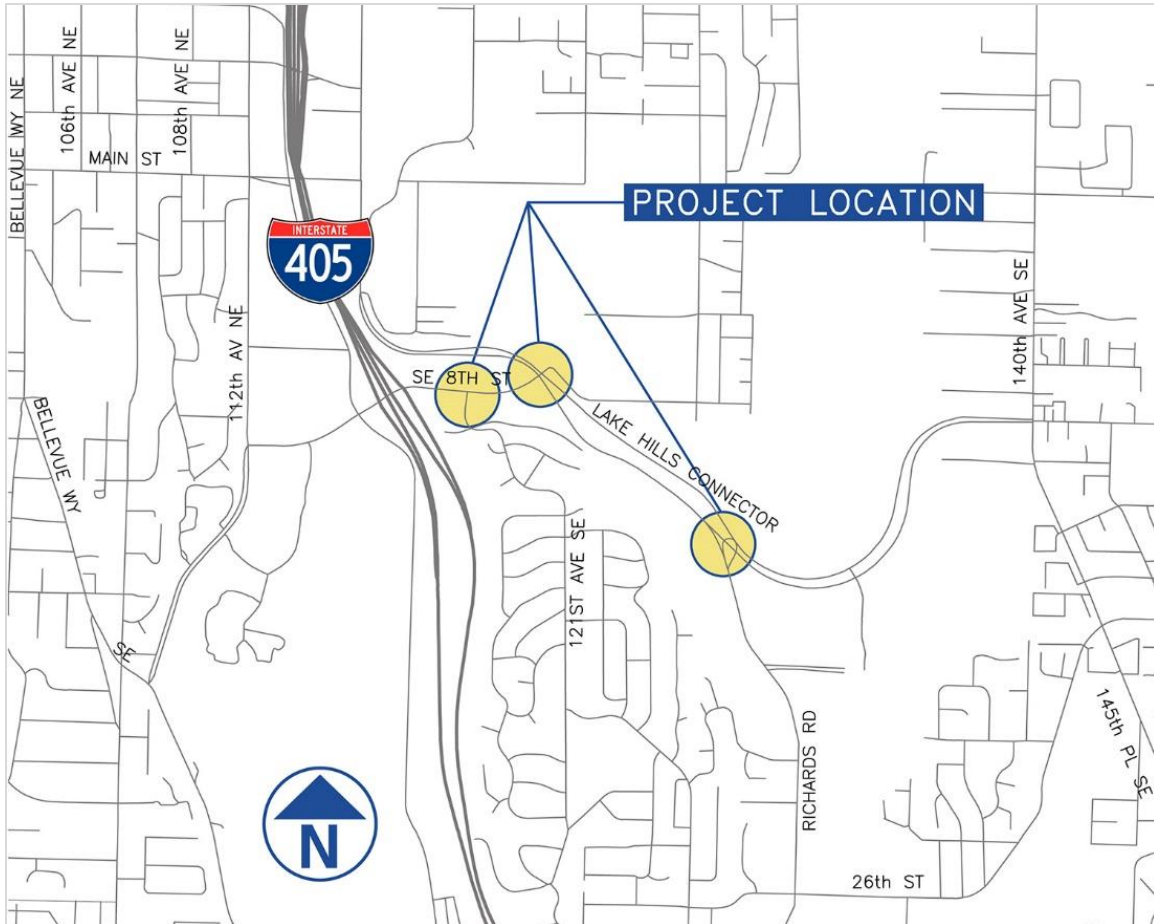 BELLEVUE WY NE
106th AVE NE
108th AVE NE
MAIN ST
INTERSTATE
405
PROJECT LOCATION
112th AV NE
SE 8TH ST
LAKE HILLS CONNECTOR
140th AVE SE
BELLEVUE WY
SE
121ST AVE SE
RICHARDS RD
145th PL SE
N
26th ST